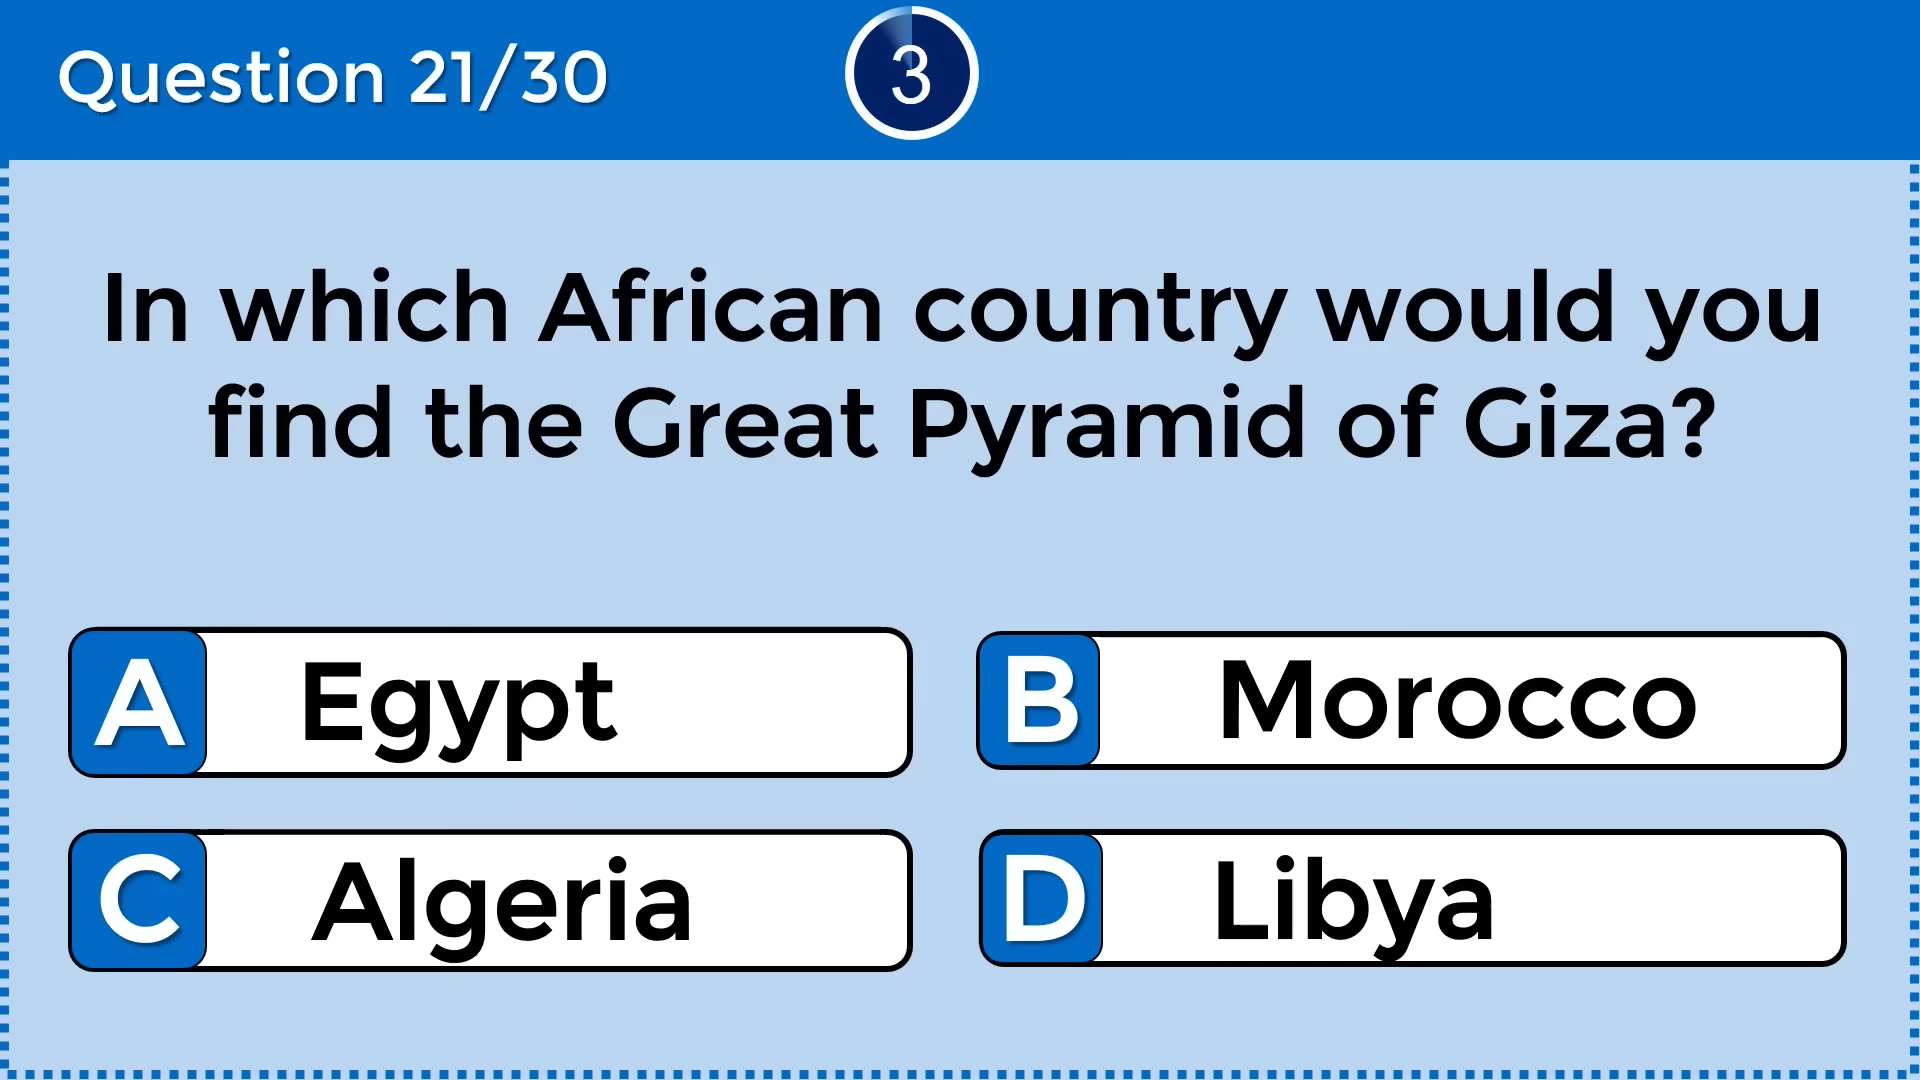 Question 21/30
3
In which African country would you
find the Great Pyramid of Giza?
A Egypt
B Morocco
C Algeria
D Libya